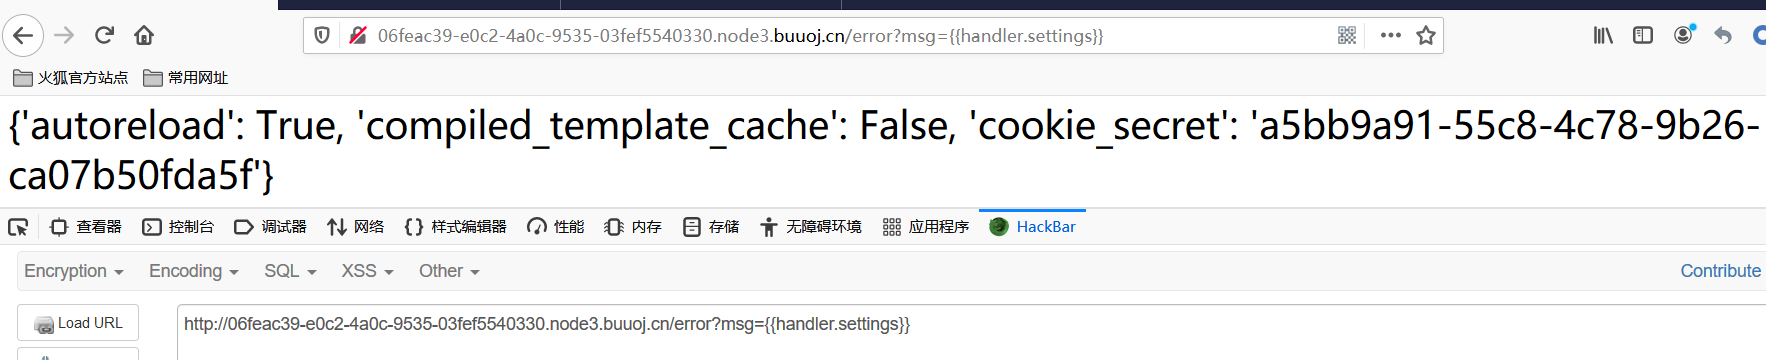 06feac39-e0c2-4a0c-9535-03fef5540330.node3.buuoj.cn/error?msg={{handler.settings}}
火狐官方站点 常用网址
{'autoreload': True, 'compiled_template_cache': False, 'cookie_secret': 'a5bb9a91-55c8-4c78-9b26-
ca07b50fda5f'}
查看器 控制台 调试器 网络 样式编辑器 性能 内存 存储 无障碍环境 应用程序 HackBar
Encryption Encoding SQL XSS Other Contribute
Load URL http://06feac39-e0c2-4a0c-9535-03fef5540330.node3.buuoj.cn/error?msg={{handler.settings}}